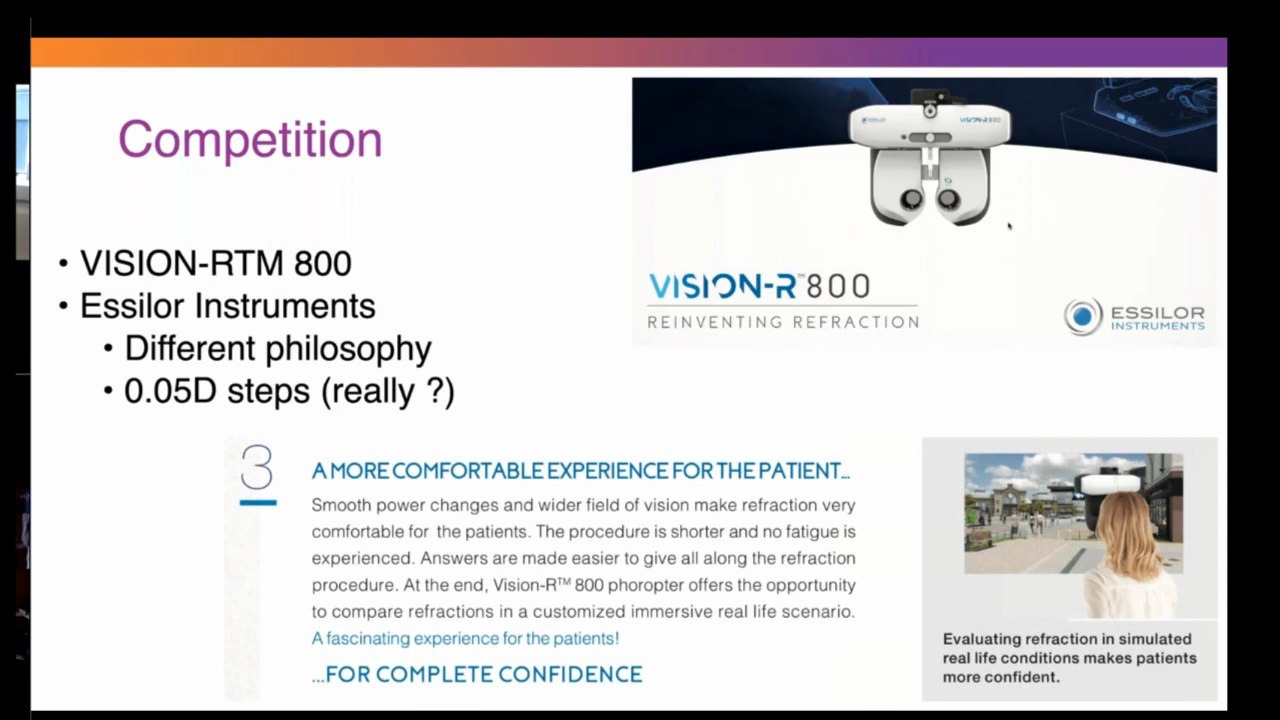 Competition
• VISION-RTM 800
• Essilor Instruments
• Different philosophy
• 0.05D steps (really ?)
ESSILOR
VISION-R 800
VISION-R™800
REINVENTING REFRACTION
ESSILOR
INSTRUMENTS
3
A MORE COMFORTABLE EXPERIENCE FOR THE PATIENT...
Smooth power changes and wider field of vision make refraction very
comfortable for the patients. The procedure is shorter and no fatigue is
experienced. Answers are made easier to give all along the refraction
procedure. At the end, Vision-R™ 800 phoropter offers the opportunity
to compare refractions in a customized immersive real life scenario.
A fascinating experience for the patients!
...FOR COMPLETE CONFIDENCE
Evaluating refraction in simulated
real life conditions makes patients
more confident.